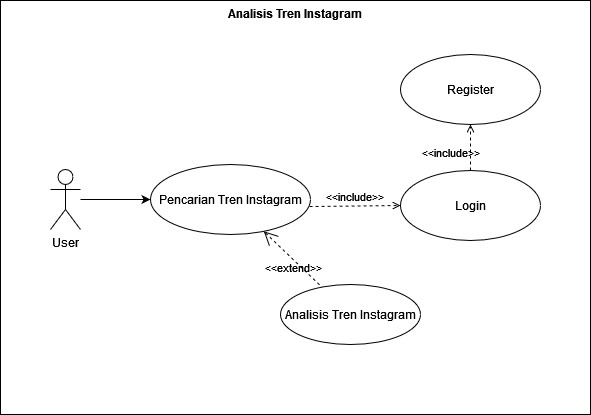 Analisis Tren Instagram
Register
<<include>>
Pencarian Tren Instagram
<<include>>
Login
User
<<extend>>
Analisis Tren Instagram